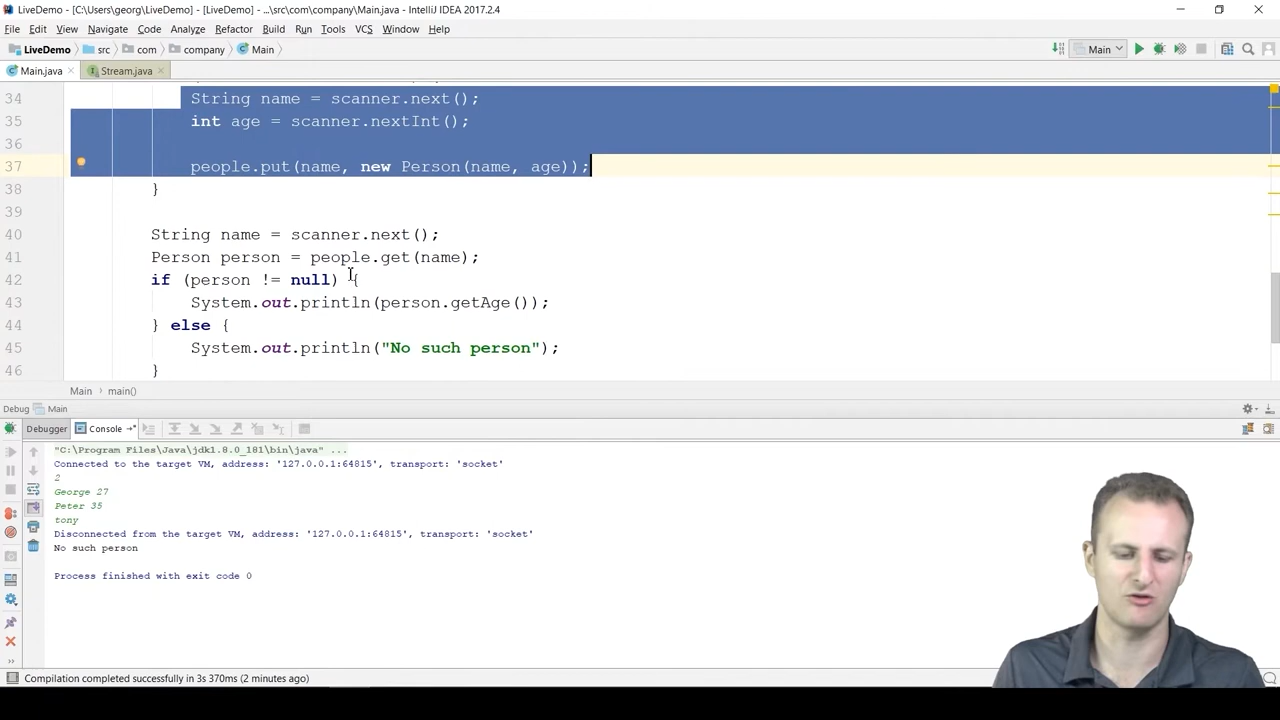 LiveDemo - [C:\Users\georg\LiveDemo] - [LiveDemo] - ...\src\com\company\Main.java - IntelliJ IDEA 2017.2.4
File Edit View Navigate Code Analyze Refactor Build Run Tools VCS Window Help
LiveDemo src com company Main Main
Main.java Stream.java
34 String name = scanner.next();
35 int age = scanner.nextInt();
36
37 people.put(name, new Person(name, age));
38 }
39
40 String name = scanner.next();
41 Person person = people.get(name);
42 if (person != null) {
43 System.out.println(person.getAge());
44 } else {
45 System.out.println("No such person");
46 }
Main main()
Debug Main
Debugger Console
"C:\Program Files\Java\jdk1.8.0_181\bin\java" ...
Connected to the target VM, address: '127.0.0.1:64815', transport: 'socket'
2
George 27
Peter 35
tony
Disconnected from the target VM, address: '127.0.0.1:64815', transport: 'socket'
No such person
Process finished with exit code 0
Compilation completed successfully in 3s 370ms (2 minutes ago)